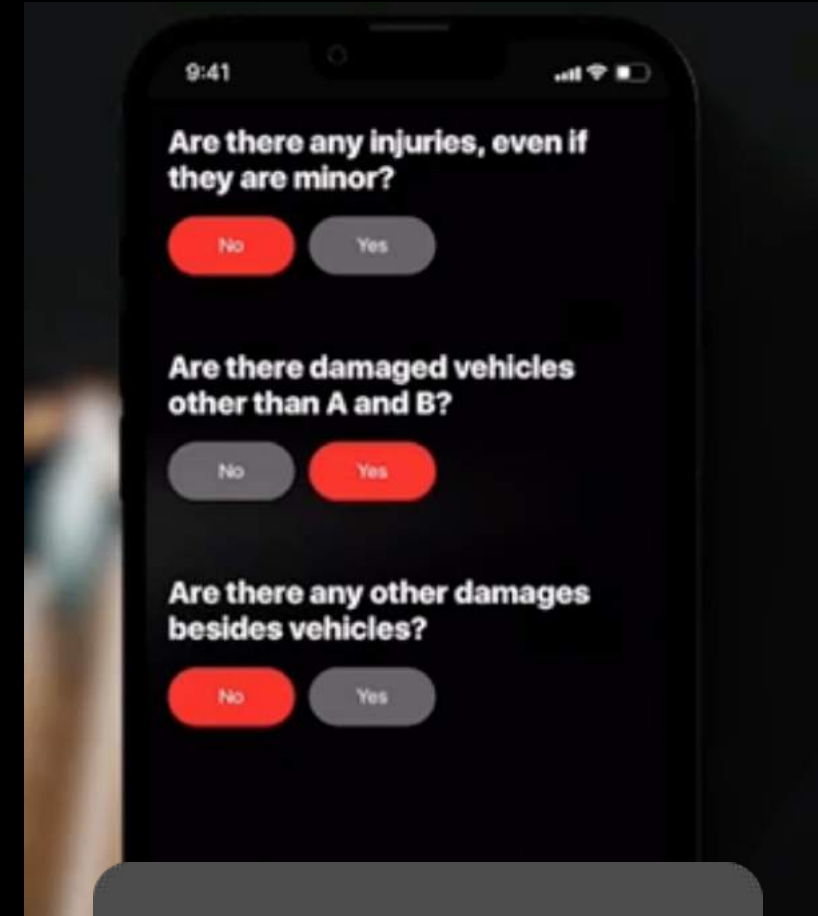 9:41
Are there any injuries, even if
they are minor?
No Yes
Are there damaged vehicles
other than A and B?
No Yes
Are there any other damages
besides vehicles?
No Yes